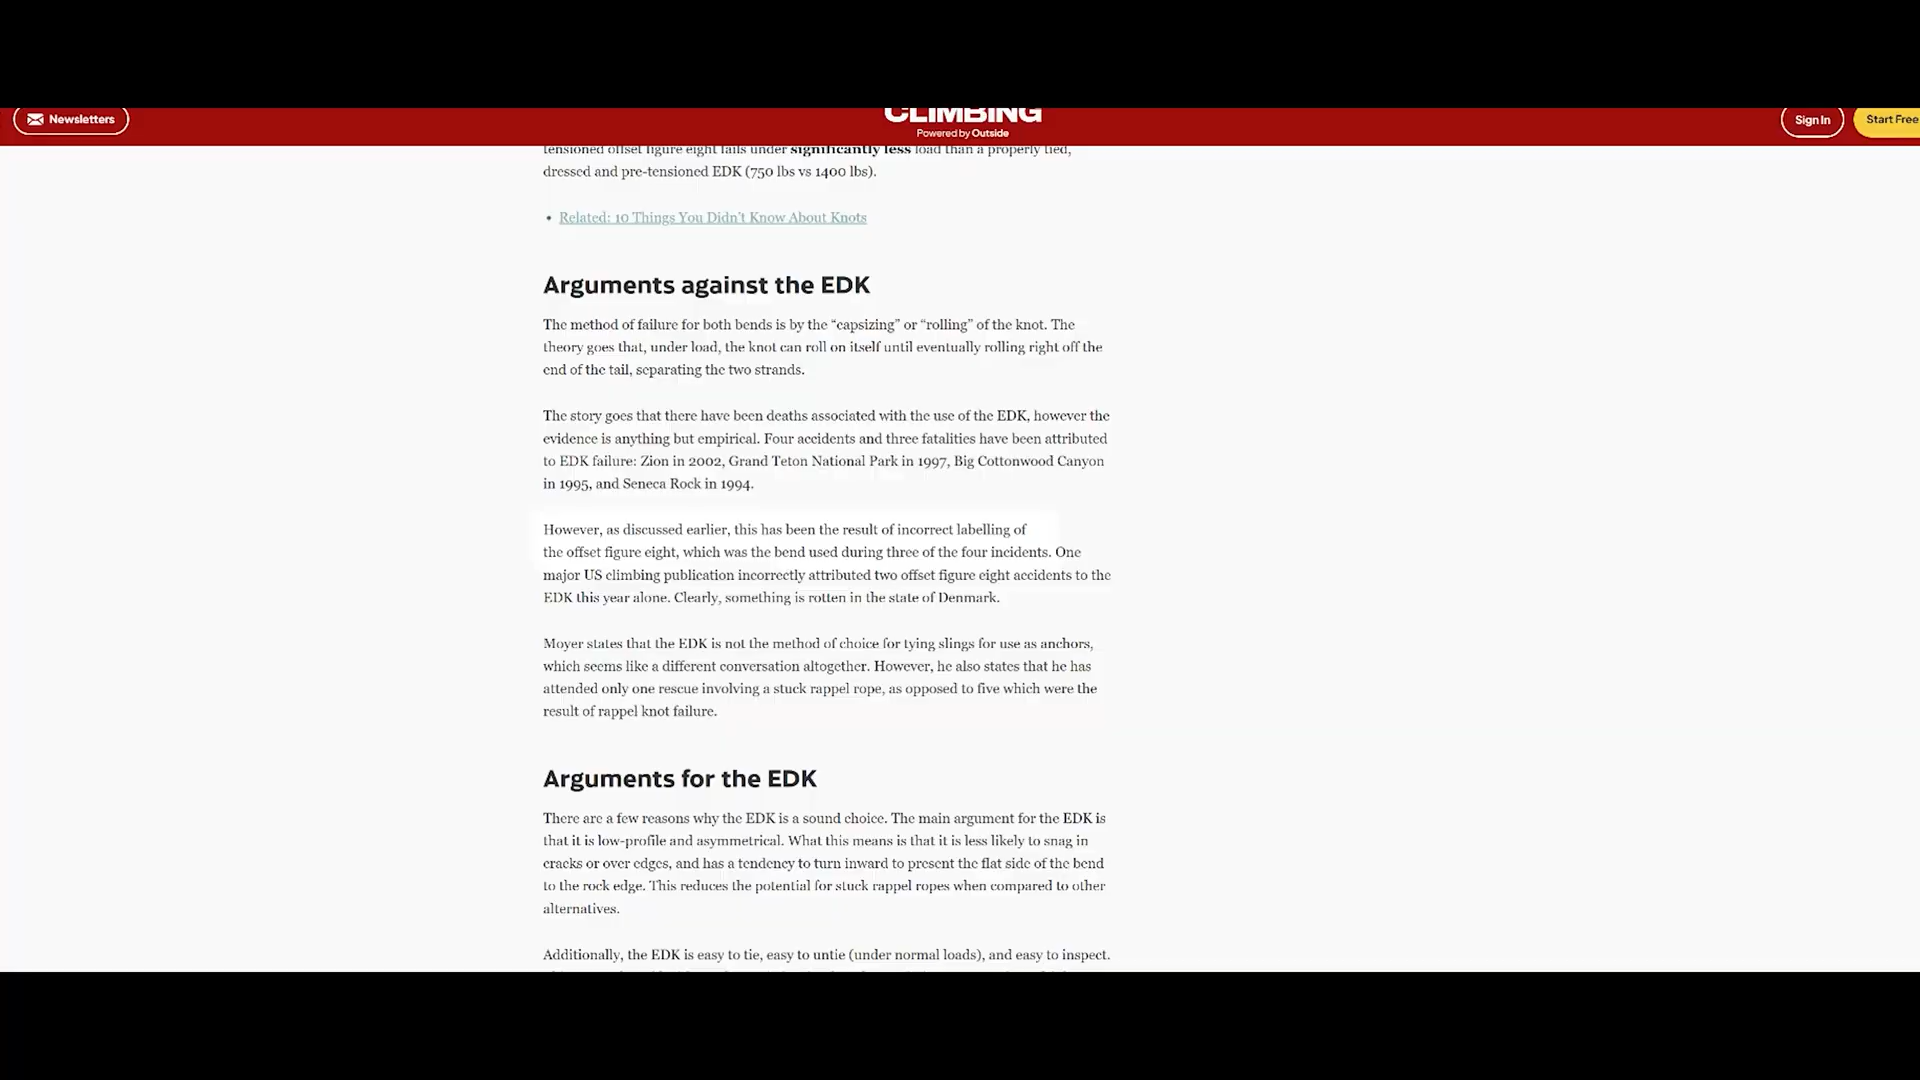 Newsletters
CLIMBING
Powered by Outside
Sign In
Start Free
tensioned offset figure eight fails under significantly less load than a properly tied,
dressed and pre-tensioned EDK (750 lbs vs 1400 lbs).
• Related: 10 Things You Didn't Know About Knots
Arguments against the EDK
The method of failure for both bends is by the “capsizing” or “rolling” of the knot. The
theory goes that, under load, the knot can roll on itself until eventually rolling right off the
end of the tail, separating the two strands.
The story goes that there have been deaths associated with the use of the EDK, however the
evidence is anything but empirical. Four accidents and three fatalities have been attributed
to EDK failure: Zion in 2002, Grand Teton National Park in 1997, Big Cottonwood Canyon
in 1995, and Seneca Rock in 1994.
However, as discussed earlier, this has been the result of incorrect labelling of
the offset figure eight, which was the bend used during three of the four incidents. One
major US climbing publication incorrectly attributed two offset figure eight accidents to the
EDK this year alone. Clearly, something is rotten in the state of Denmark.
Moyer states that the EDK is not the method of choice for tying slings for use as anchors,
which seems like a different conversation altogether. However, he also states that he has
attended only one rescue involving a stuck rappel rope, as opposed to five which were the
result of rappel knot failure.
Arguments for the EDK
There are a few reasons why the EDK is a sound choice. The main argument for the EDK is
that it is low-profile and asymmetrical. What this means is that it is less likely to snag in
cracks or over edges, and has a tendency to turn inward to present the flat side of the bend
to the rock edge. This reduces the potential for stuck rappel ropes when compared to other
alternatives.
Additionally, the EDK is easy to tie, easy to untie (under normal loads), and easy to inspect.